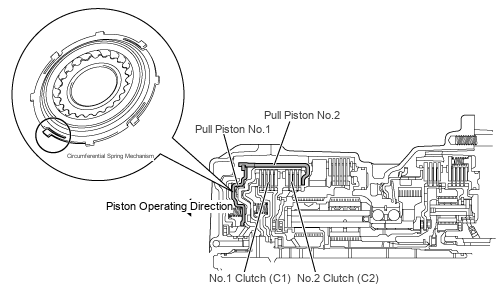 Pull Piston No.2
Pull Piston No.1
Circumferential Spring Mechanism
Piston Operating Direction
No.1 Clutch (C1)
No.2 Clutch (C2)